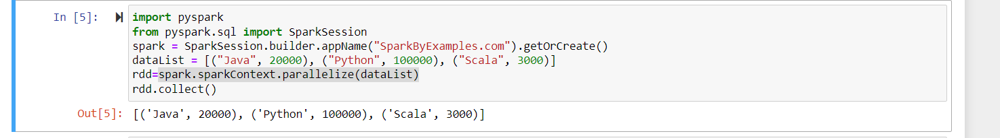 In [5]:
import pyspark
from pyspark.sql import SparkSession
spark = SparkSession.builder.appName("SparkByExamples.com").getOrCreate()
dataList = [("Java", 20000), ("Python", 100000), ("Scala", 3000)]
rdd=spark.sparkContext.parallelize(dataList)
rdd.collect()
Out[5]: [('Java', 20000), ('Python', 100000), ('Scala', 3000)]